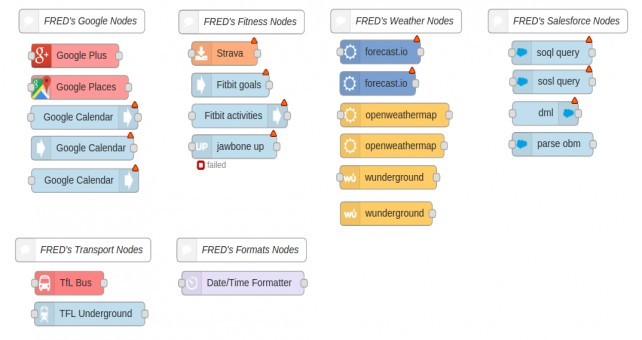 FRED's Google Nodes
Google Plus
Google Places
Google Calendar
Google Calendar
Google Calendar
FRED's Fitness Nodes
Strava
Fitbit goals
Fitbit activities
UP jawbone up
failed
FRED's Weather Nodes
forecast.io
forecast.io
openweathermap
openweathermap
wunderground
wunderground
FRED's Salesforce Nodes
soql query
sosl query
dml
parse obm
FRED's Transport Nodes
TfL Bus
TFL Underground
FRED's Formats Nodes
Date/Time Formatter